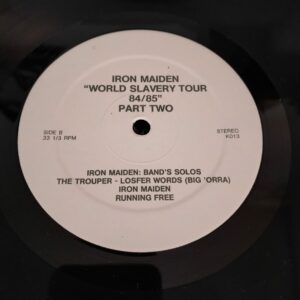 IRON MAIDEN
"WORLD SLAVERY TOUR
84/85"
PART TWO
SIDE B
33 1/3 RPM
STEREO
K013
IRON MAIDEN: BAND'S SOLOS
THE TROUPER - LOSFER WORDS (BIG 'ORRA)
IRON MAIDEN
RUNNING FREE